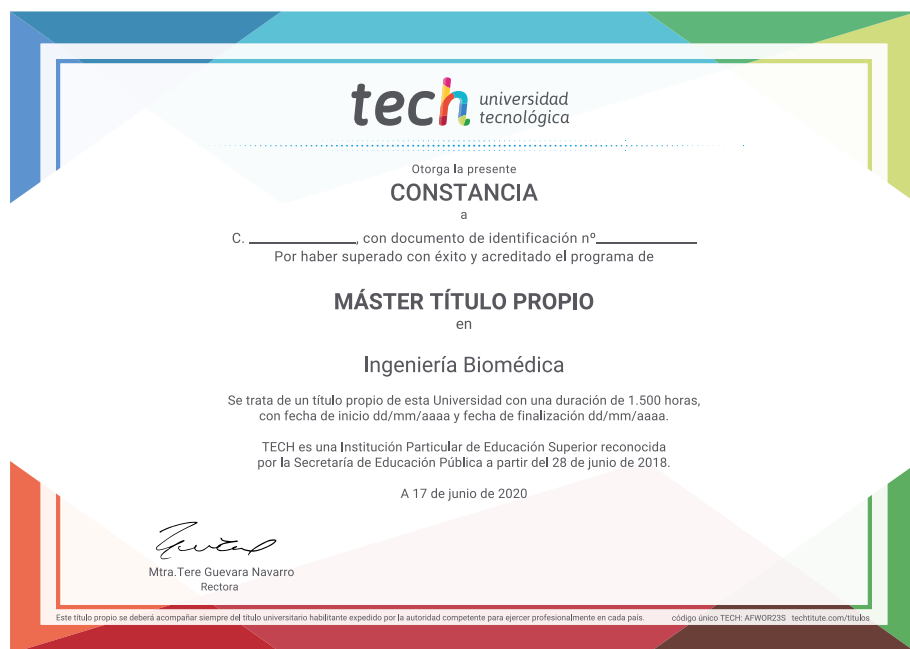 tech universidad
tecnológica
Otorga la presente
CONSTANCIA
a
C. ____________, con documento de identificación nº____________
Por haber superado con éxito y acreditado el programa de
MÁSTER TÍTULO PROPIO
en
Ingeniería Biomédica
Se trata de un título propio de esta Universidad con una duración de 1.500 horas,
con fecha de inicio dd/mm/aaaa y fecha de finalización dd/mm/aaaa.
TECH es una Institución Particular de Educación Superior reconocida
por la Secretaría de Educación Pública a partir del 28 de junio de 2018.
A 17 de junio de 2020
Mtra.Tere Guevara Navarro
Rectora
Este título propio se deberá acompañar siempre del título universitario habilitante expedido por la autoridad competente para ejercer profesionalmente en cada país. código único TECH: AFWOR23S techtitute.com/titulos